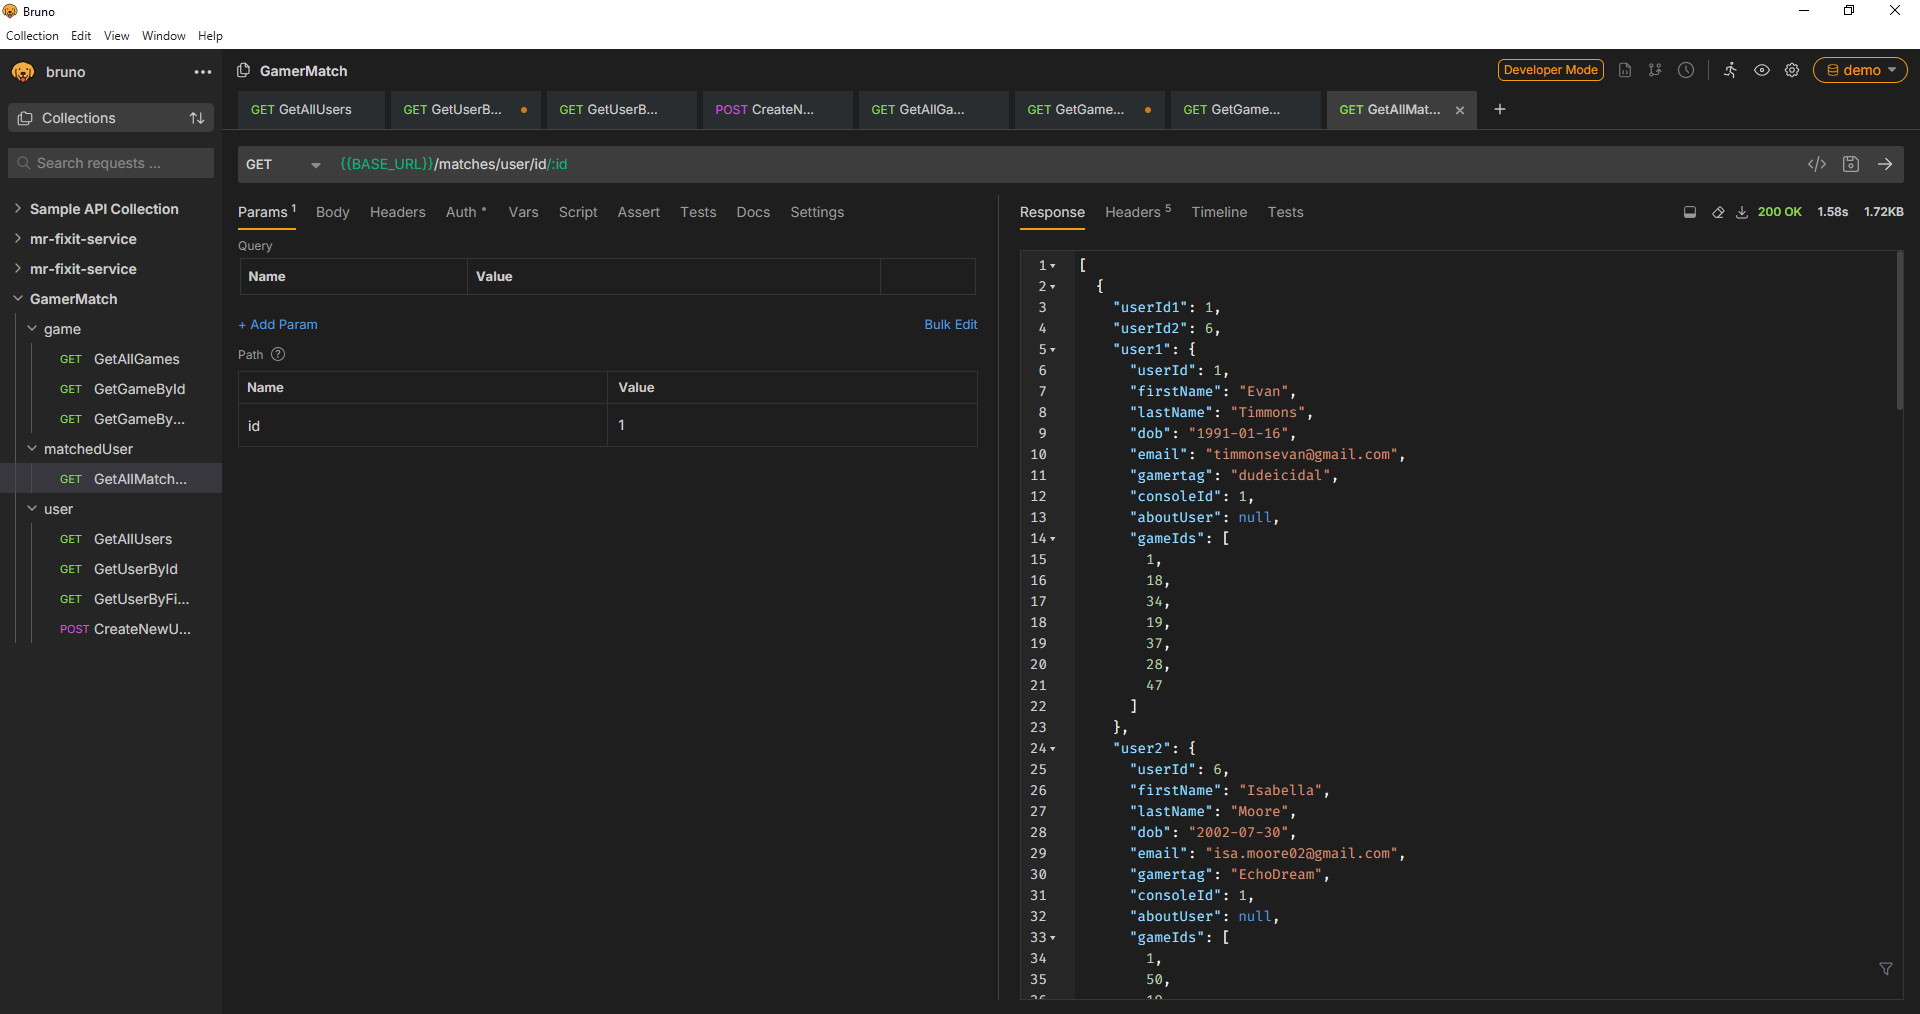 Bruno
Collection Edit View Window Help
bruno
GamerMatch
Developer Mode
demo
Collections
GET GetAllUsers
GET GetUserB...
GET GetUserB...
POST CreateN...
GET GetAllGa...
GET GetGame...
GET GetGame...
GET GetAllMat...
Search requests ...
GET
{{BASE_URL}}/matches/user/id/:id
Sample API Collection
mr-fixit-service
mr-fixit-service
GamerMatch
game
GET GetAllGames
GET GetGameById
GET GetGameBy...
matchedUser
GET GetAllMatch...
user
GET GetAllUsers
GET GetUserById
GET GetUserByFi...
POST CreateNewU...
Params 1 Body Headers Auth Vars Script Assert Tests Docs Settings
Query
Name Value
+ Add Param Bulk Edit
Path
Name Value
id 1
Response Headers 5 Timeline Tests
200 OK 1.58s 1.72KB
1 [
2 {
3 "userId1": 1,
4 "userId2": 6,
5 "user1": {
6 "userId": 1,
7 "firstName": "Evan",
8 "lastName": "Timmons",
9 "dob": "1991-01-16",
10 "email": "timmonsevan@gmail.com",
11 "gamertag": "dudeicidal",
12 "consoleId": 1,
13 "aboutUser": null,
14 "gameIds": [
15 1,
16 18,
17 34,
18 19,
19 37,
20 28,
21 47
22 ]
23 },
24 "user2": {
25 "userId": 6,
26 "firstName": "Isabella",
27 "lastName": "Moore",
28 "dob": "2002-07-30",
29 "email": "isa.moore02@gmail.com",
30 "gamertag": "EchoDream",
31 "consoleId": 1,
32 "aboutUser": null,
33 "gameIds": [
34 1,
35 50,